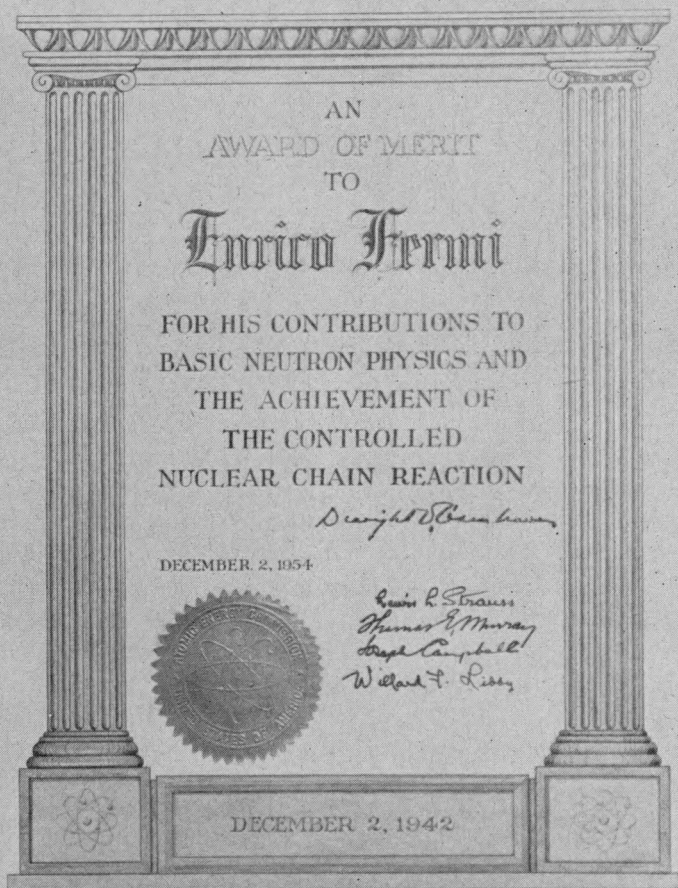 AN
AWARD OF MERIT
TO
Enrico Fermi
FOR HIS CONTRIBUTIONS TO
BASIC NEUTRON PHYSICS AND
THE ACHIEVEMENT OF
THE CONTROLLED
NUCLEAR CHAIN REACTION
Dwight D. Eisenhower
DECEMBER 2, 1954
Lewis L. Strauss
Thomas E. Murray
Joseph Campbell
Willard F. Libby
DECEMBER 2, 1942